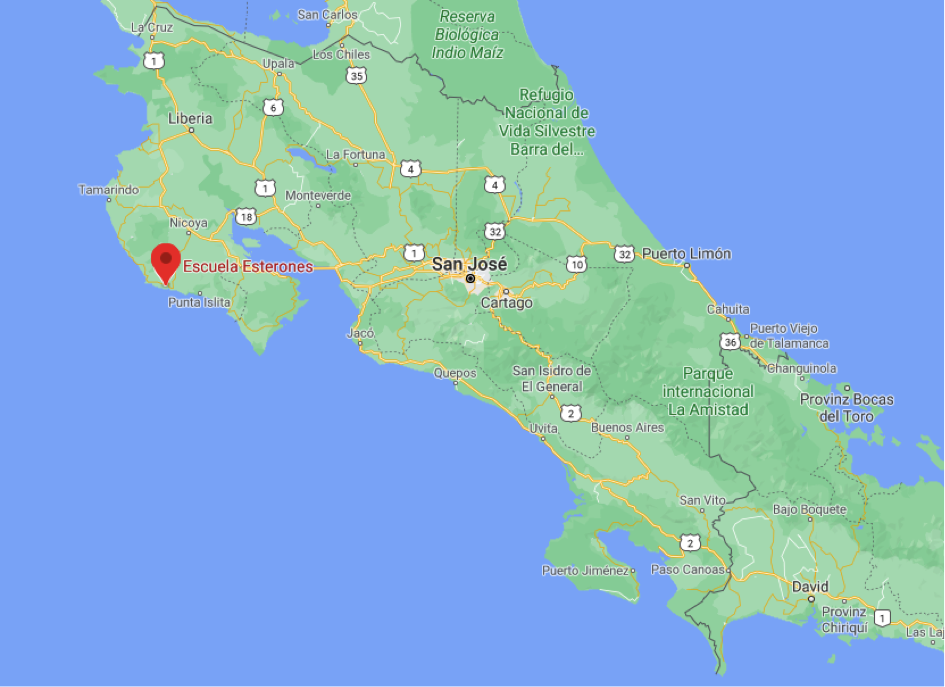 San Carlos
Reserva
Biológica
Indio Maíz
La Cruz
Los Chiles
1
Upala
35
Refugio
Nacional de
Vida Silvestre
Barra del...
6
Liberia
La Fortuna
4
4
Tamarindo
1
Monteverde
18
Nicoya
32
1
San José
32
Puerto Limón
Escuela Esterones
10
Punta Islita
Cartago
Cahuita
Jacó
36
Puerto Viejo
de Talamanca
Quepos
San Isidro de
El General
Parque
internacional
La Amistad
Changuinola
Provinz Bocas
del Toro
2
Uvita
Buenos Aires
San Vito
Bajo Boquete
2
Puerto Jiménez
Paso Canoas
David
Provinz
Chiriquí
1
Las La